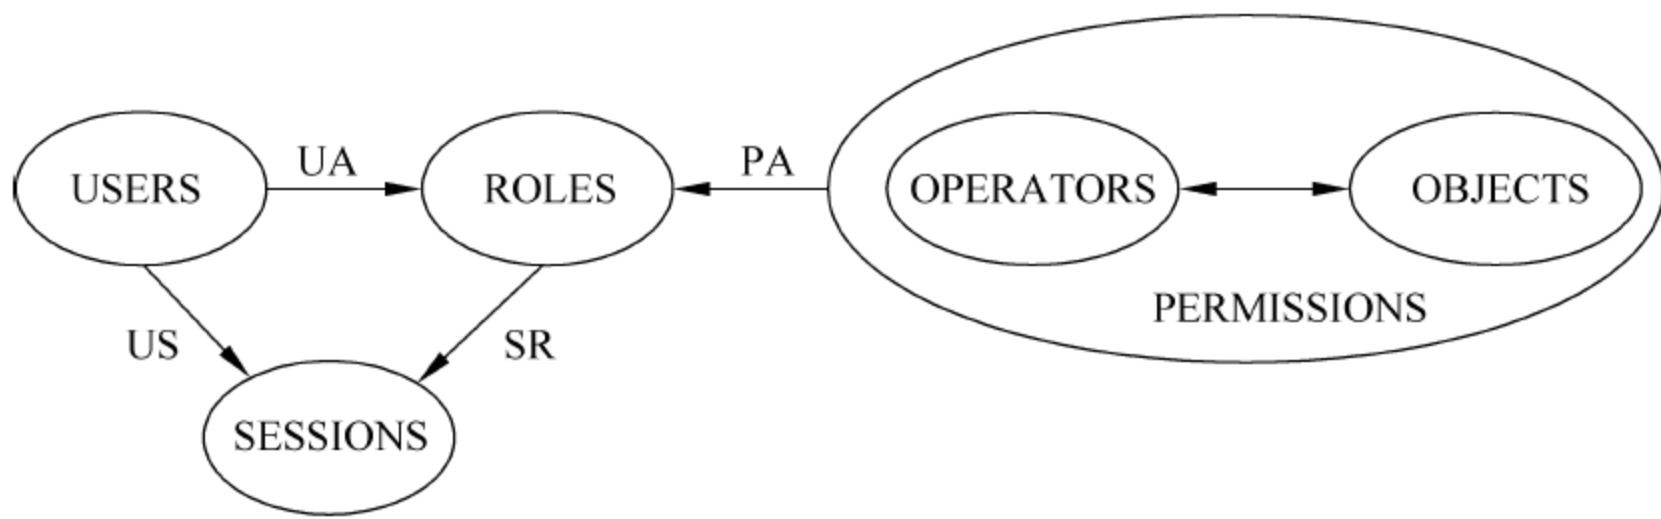 UA
PA
USERS
ROLES
OPERATORS
OBJECTS
PERMISSIONS
US
SR
SESSIONS